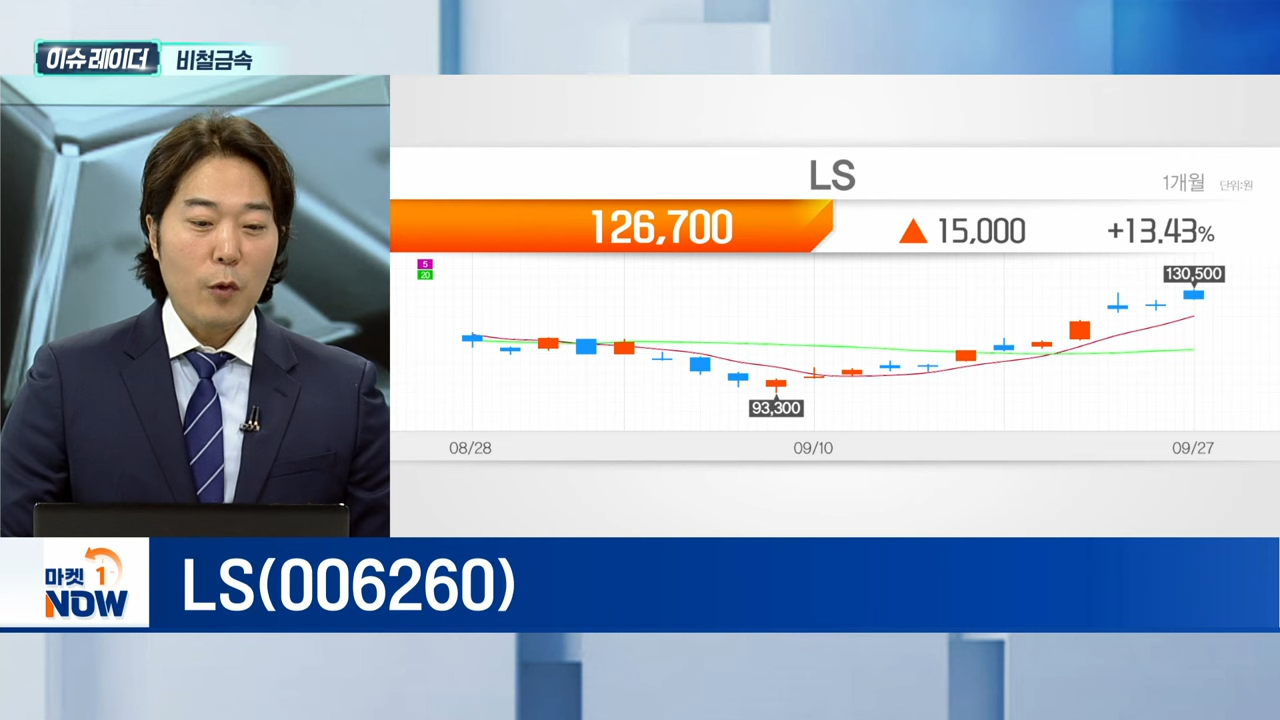 이슈 레이더 비철금속
LS
1개월 단위:원
126,700 ▲ 15,000 +13.43%
5
20
130,500
93,300
08/28 09/10 09/27
마켓 1
NOW
LS(006260)